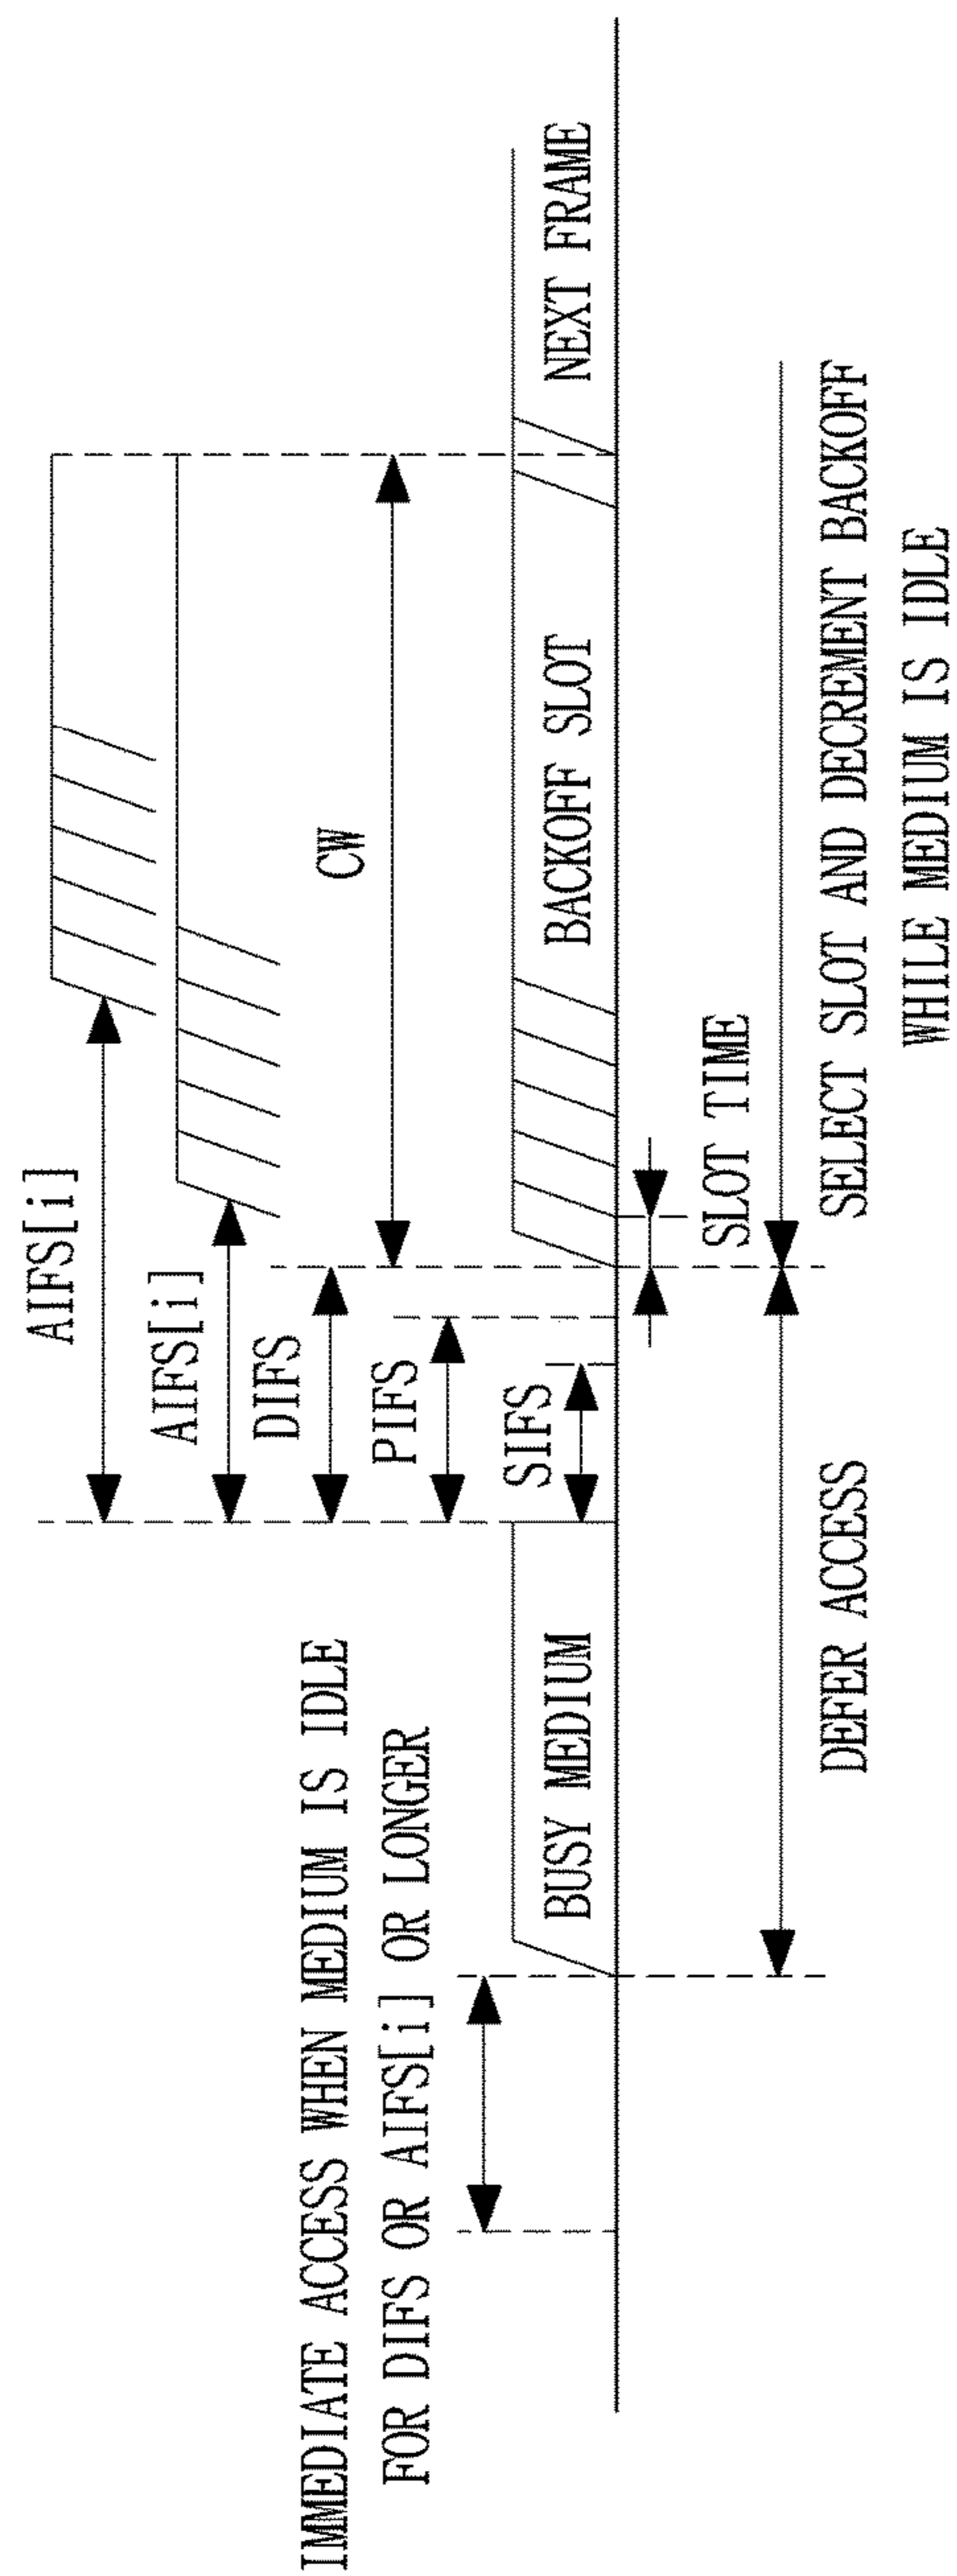 IMMEDIATE ACCESS WHEN MEDIUM IS IDLE
FOR DIFS OR AIFS[i] OR LONGER
AIFS[i]
AIFS[i]
DIFS
PIFS
SIFS
CW
BUSY MEDIUM
BACKOFF SLOT
NEXT FRAME
SLOT TIME
DEFER ACCESS
SELECT SLOT AND DECREMENT BACKOFF
WHILE MEDIUM IS IDLE